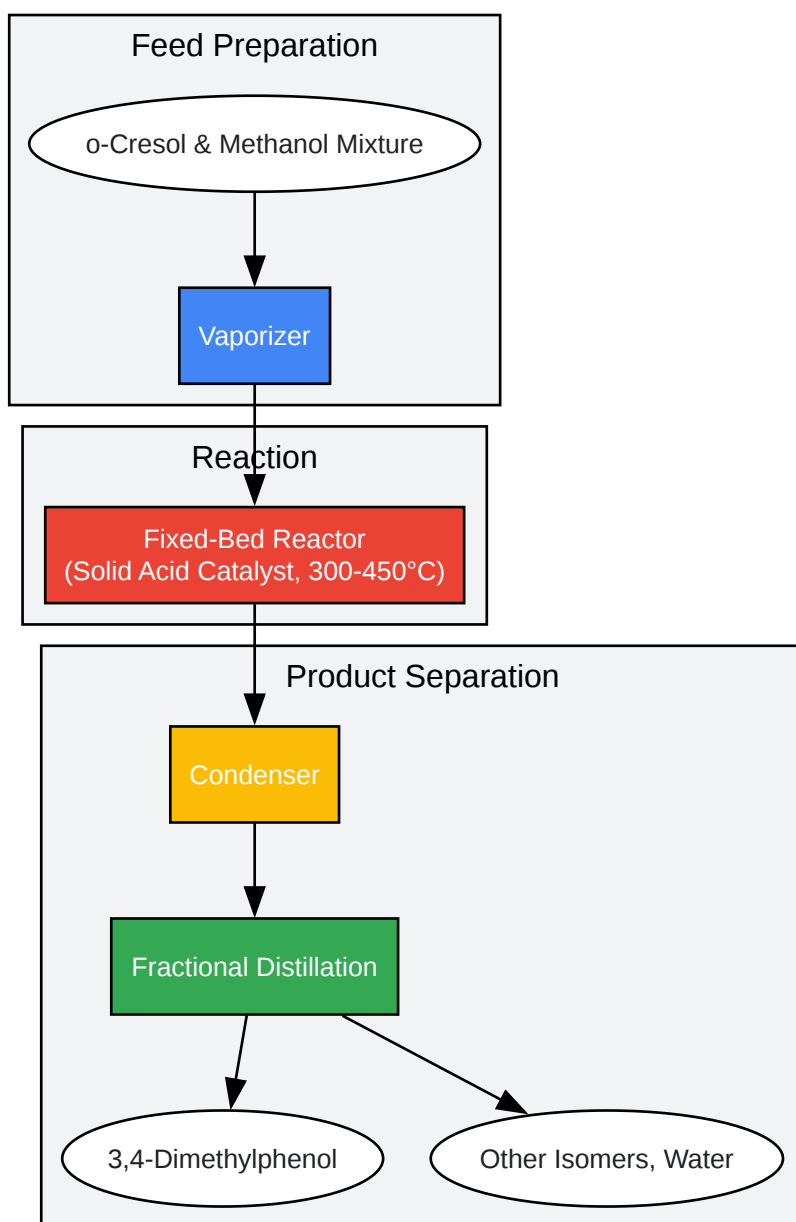 Feed Preparation
o-Cresol & Methanol Mixture
Vaporizer
Reaction
Fixed-Bed Reactor
(Solid Acid Catalyst, 300-450°C)
Product Separation
Condenser
Fractional Distillation
3,4-Dimethylphenol
Other Isomers, Water